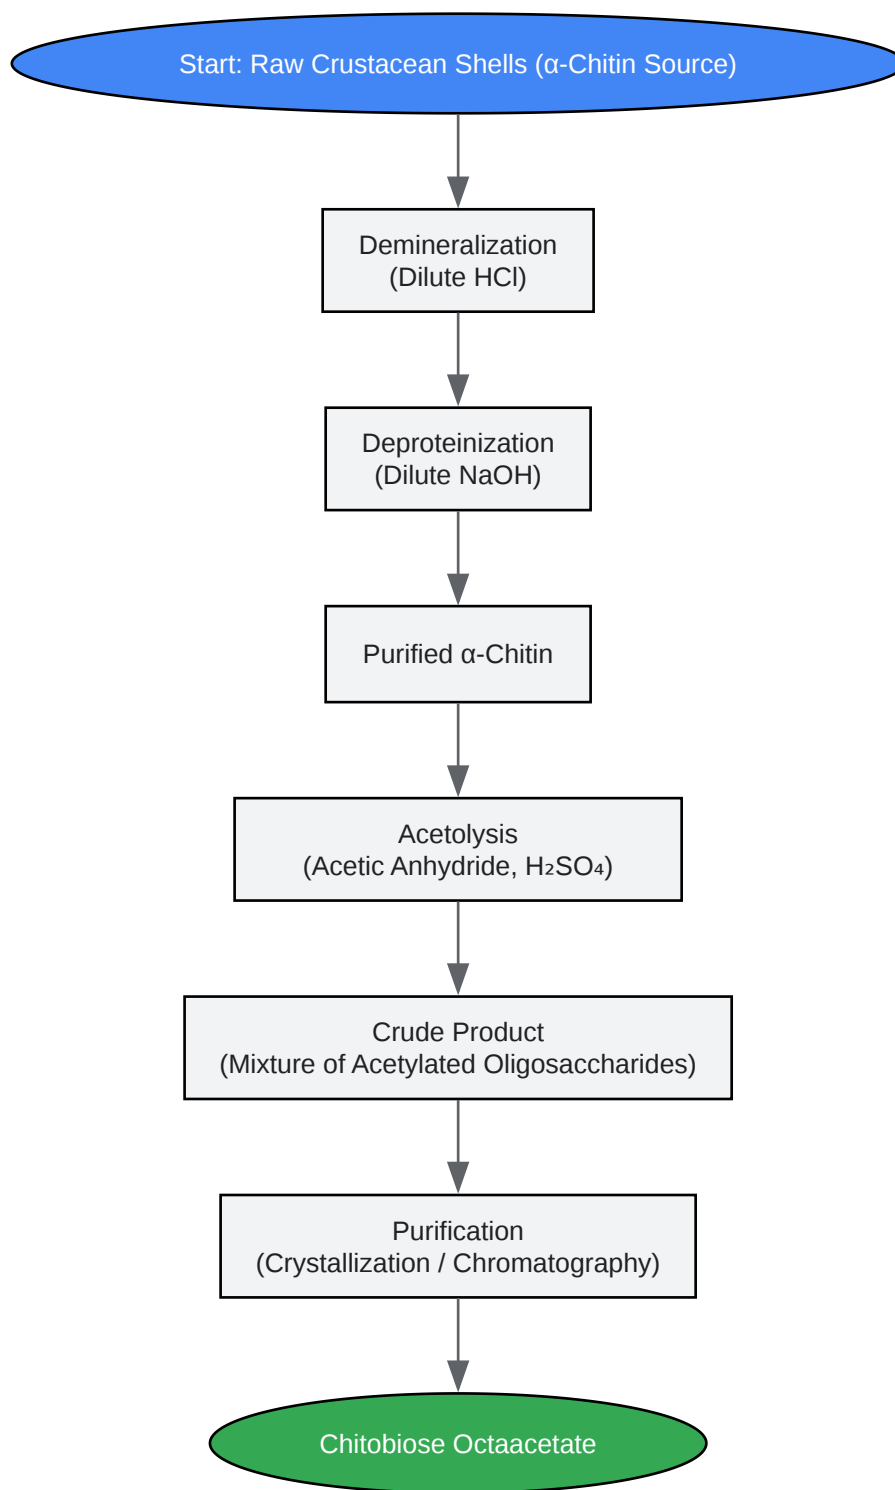 Start: Raw Crustacean Shells (α-Chitin Source)
Demineralization
(Dilute HCl)
Deproteinization
(Dilute NaOH)
Purified α-Chitin
Acetolysis
(Acetic Anhydride, H₂SO₄)
Crude Product
(Mixture of Acetylated Oligosaccharides)
Purification
(Crystallization / Chromatography)
Chitobiose Octaacetate